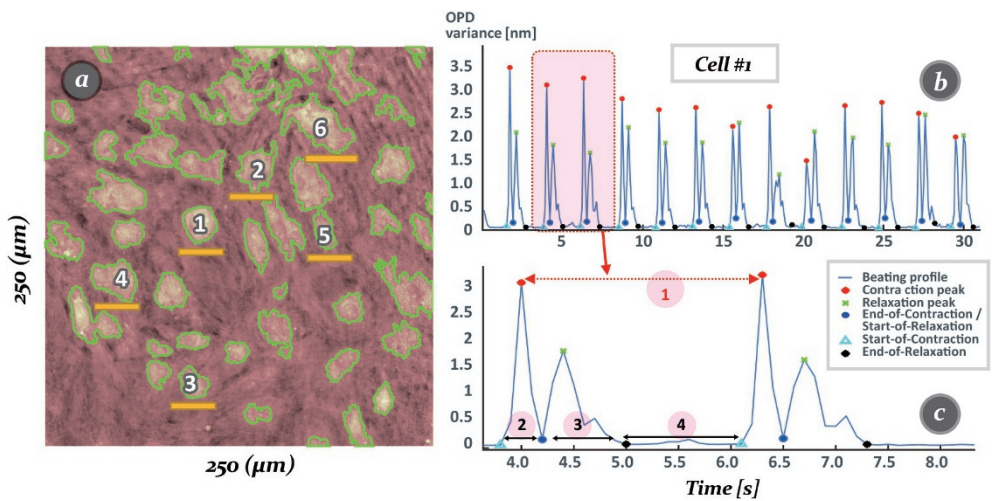 a
6
2
1
5
4
3
250 (µm)
250 (µm)
OPD
variance [nm]
Cell #1
b
3.5
3.0
2.5
2.0
1.5
1.0
0.5
0
5 10 15 20 25 30
1
3
2.5
2
1.5
1
0.5
0
2 3 4
c
4.0 4.5 5.0 5.5 6.0 6.5 7.0 7.5 8.0
Time [s]
Beating profile
Contra ction peak
Relaxation peak
End-of-Contraction /
Start-of-Relaxation
Start-of-Contraction
End-of-Relaxation